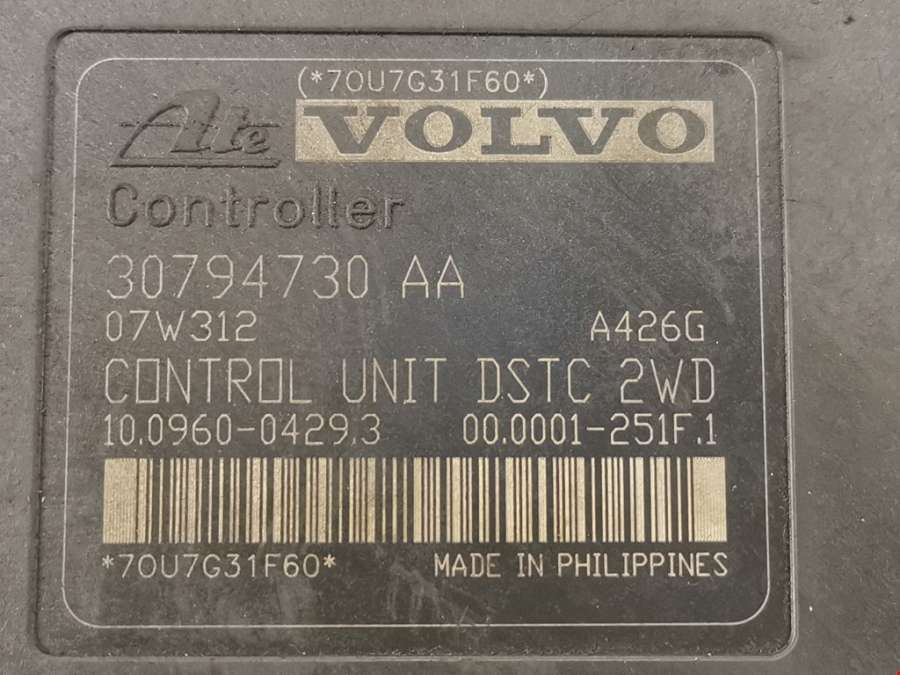 (*70U7G31F60*)
Ate VOLVO
Controller
30794730 AA
07W312 A426G
CONTROL UNIT DSTC 2WD
10.0960-0429.3 00.0001-251F.1
*70U7G31F60* MADE IN PHILIPPINES